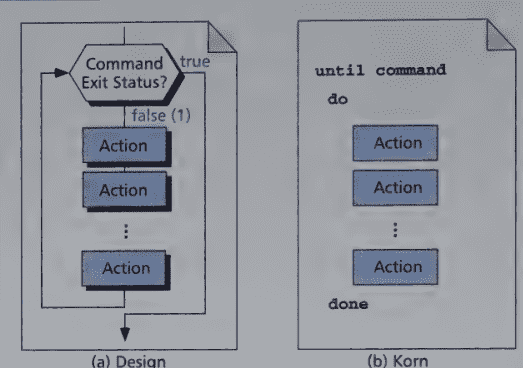 Command
Exit Status?
true
false (1)
Action
Action
⋮
Action
(a) Design
until command
do
Action
Action
⋮
Action
done
(b) Korn